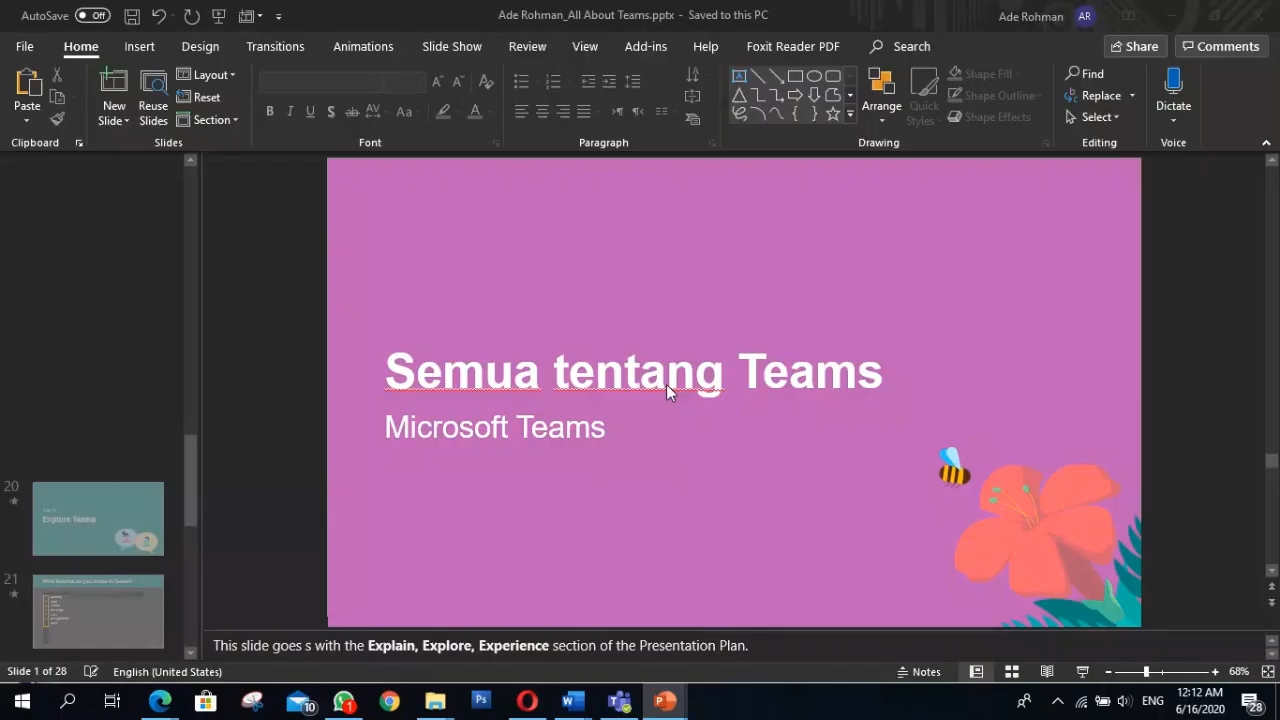 AutoSave Off Ade Rohman_All About Teams.pptx - Saved to this PC Ade Rohman AR
File Home Insert Design Transitions Animations Slide Show Review View Add-ins Help Foxit Reader PDF Search Share Comments
Paste
New Slide
Reuse Slides
Layout
Reset
Section
Aa
Arrange
Quick Styles
Shape Fill
Shape Outline
Shape Effects
Find
Replace
Select
Dictate
Clipboard Slides Font Paragraph Drawing Editing Voice
Semua tentang Teams
Microsoft Teams
20
Explore Teams
21
This slide goes s with the Explain, Explore, Experience section of the Presentation Plan.
Slide 1 of 28 English (United States) Notes 68%
10 1 ENG 12:12 AM
6/16/2020 28